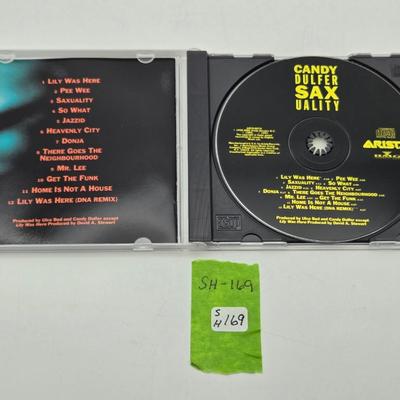 1 LILY WAS HERE
2 PEE WEE
3 SAXUALITY
4 SO WHAT
5 JAZZID
6 HEAVENLY CITY
7 DONJA
8 THERE GOES THE
NEIGHBOURHOOD
9 MR. LEE
10 GET THE FUNK
11 HOME IS NOT A HOUSE
12 LILY WAS HERE (DNA REMIX)
Produced by Ulco Bed and Candy Dulfer except
Lily Was Here Produced by David A. Stewart
CANDY
DULFER
SAX
UALITY
ARIST
LILY WAS HERE PEE WEE
SAXUALITY SO WHAT
JAZZID HEAVENLY CITY
DONJA THERE GOES THE NEIGHBOURHOOD
MR. LEE GET THE FUNK
HOME IS NOT A HOUSE
LILY WAS HERE (DNA REMIX)
Produced by Ulco Bed and Candy Dulfer except
Lily Was Here Produced by David A. Stewart
SH-169
S/H 169